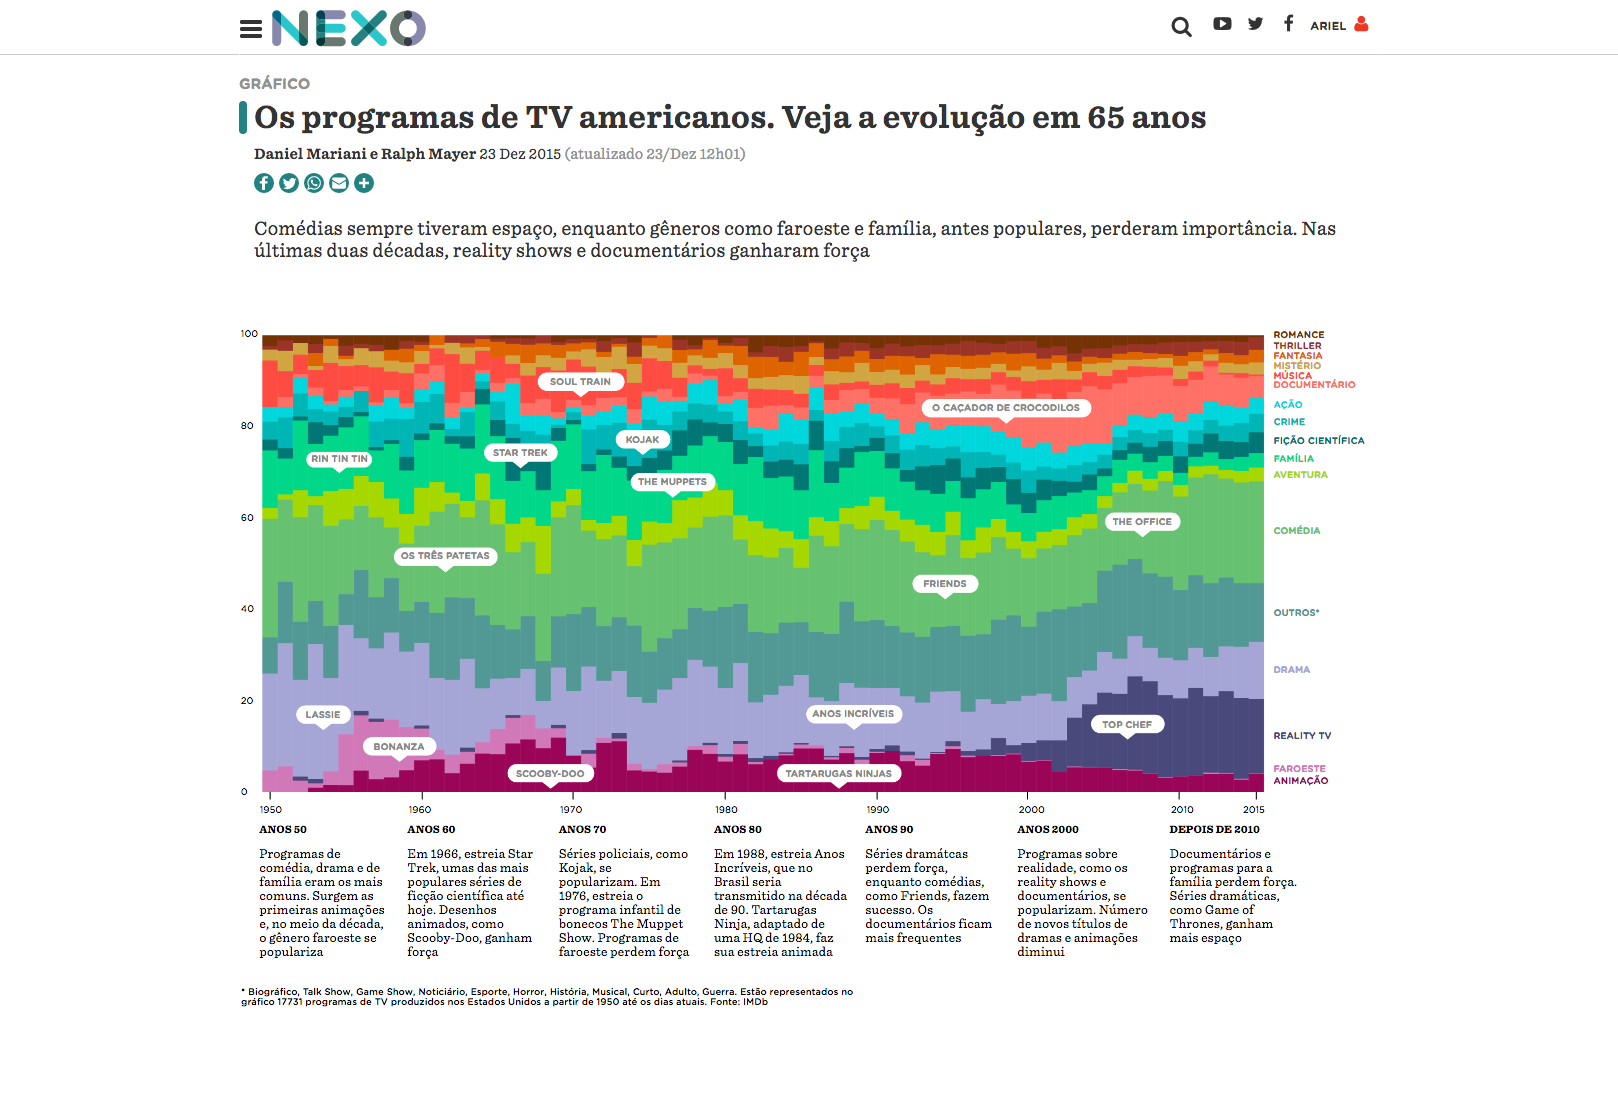 NEXO
ARIEL
GRÁFICO
Os programas de TV americanos. Veja a evolução em 65 anos
Daniel Mariani e Ralph Mayer 23 Dez 2015 (atualizado 23/Dez 12h01)
Comédias sempre tiveram espaço, enquanto gêneros como faroeste e família, antes populares, perderam importância. Nas
últimas duas décadas, reality shows e documentários ganharam força
100
80
60
40
20
0
SOUL TRAIN
O CAÇADOR DE CROCODILOS
KOJAK
STAR TREK
RIN TIN TIN
THE MUPPETS
THE OFFICE
OS TRÊS PATETAS
FRIENDS
LASSIE
ANOS INCRÍVEIS
TOP CHEF
BONANZA
SCOOBY-DOO
TARTARUGAS NINJAS
ROMANCE
THRILLER
FANTASIA
MISTÉRIO
MÚSICA
DOCUMENTÁRIO
AÇÃO
CRIME
FIÇÃO CIENTÍFICA
FAMÍLIA
AVENTURA
COMÉDIA
OUTROS*
DRAMA
REALITY TV
FAROESTE
ANIMAÇÃO
1950
1960
1970
1980
1990
2000
2010
2015
ANOS 50
Programas de
comédia, drama e de
família eram os mais
comuns. Surgem as
primeiras animações
e, no meio da década,
o gênero faroeste se
populariza
ANOS 60
Em 1966, estreia Star
Trek, umas das mais
populares séries de
ficção científica até
hoje. Desenhos
animados, como
Scooby-Doo, ganham
força
ANOS 70
Séries policiais, como
Kojak, se
popularizam. Em
1976, estreia o
programa infantil de
bonecos The Muppet
Show. Programas de
faroeste perdem força
ANOS 80
Em 1988, estreia Anos
Incríveis, que no
Brasil seria
transmitido na década
de 90. Tartarugas
Ninja, adaptado de
uma HQ de 1984, faz
sua estreia animada
ANOS 90
Séries dramátcas
perdem força,
enquanto comédias,
como Friends, fazem
sucesso. Os
documentários ficam
mais frequentes
ANOS 2000
Programas sobre
realidade, como os
reality shows e
documentários, se
popularizam. Número
de novos títulos de
dramas e animações
diminui
DEPOIS DE 2010
Documentários e
programas para a
família perdem força.
Séries dramáticas,
como Game of
Thrones, ganham
mais espaço
* Biográfico, Talk Show, Game Show, Noticiário, Esporte, Horror, História, Musical, Curto, Adulto, Guerra. Estão representados no
gráfico 17731 programas de TV produzidos nos Estados Unidos a partir de 1950 até os dias atuais. Fonte: IMDb